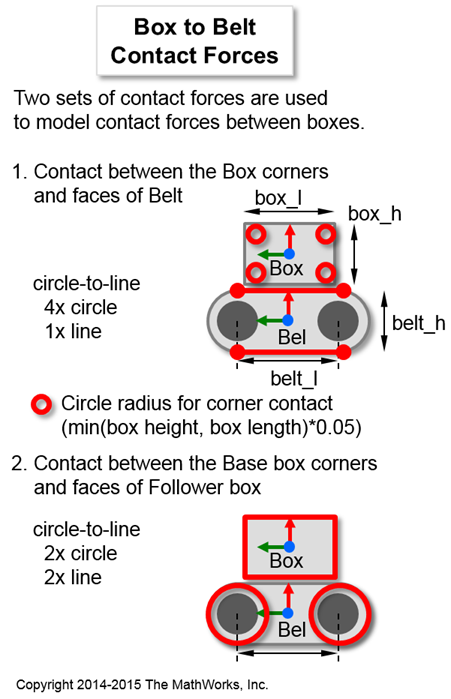 Box to Belt
Contact Forces
Two sets of contact forces are used
to model contact forces between boxes.
1. Contact between the Box corners
and faces of Belt
box_l
box_h
Box
circle-to-line
4x circle
1x line
Bel
belt_h
belt_l
Circle radius for corner contact
(min(box height, box length)*0.05)
2. Contact between the Base box corners
and faces of Follower box
circle-to-line
2x circle
2x line
Box
Bel
Copyright 2014-2015 The MathWorks, Inc.